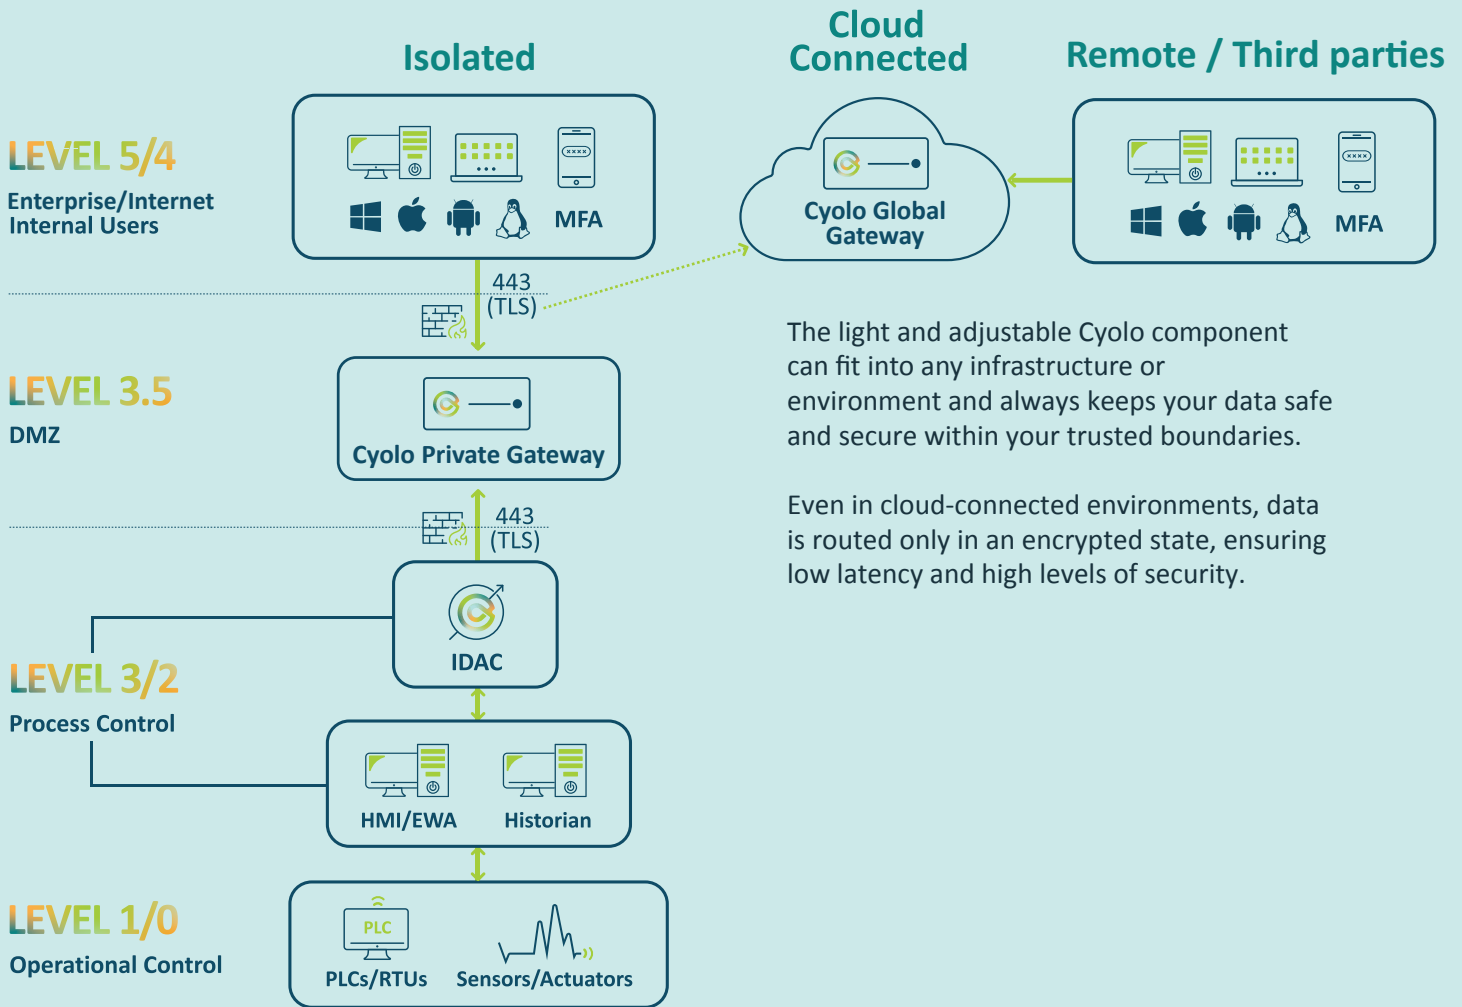 Isolated
Cloud
Connected
Remote / Third parties
LEVEL 5/4
Enterprise/Internet
Internal Users
MFA
Cyolo Global
Gateway
xxxx
MFA
xxxx
443
(TLS)
LEVEL 3.5
DMZ
Cyolo Private Gateway
The light and adjustable Cyolo component
can fit into any infrastructure or
environment and always keeps your data safe
and secure within your trusted boundaries.
Even in cloud-connected environments, data
is routed only in an encrypted state, ensuring
low latency and high levels of security.
443
(TLS)
IDAC
LEVEL 3/2
Process Control
HMI/EWA
Historian
LEVEL 1/0
Operational Control
PLC
PLCs/RTUs
Sensors/Actuators